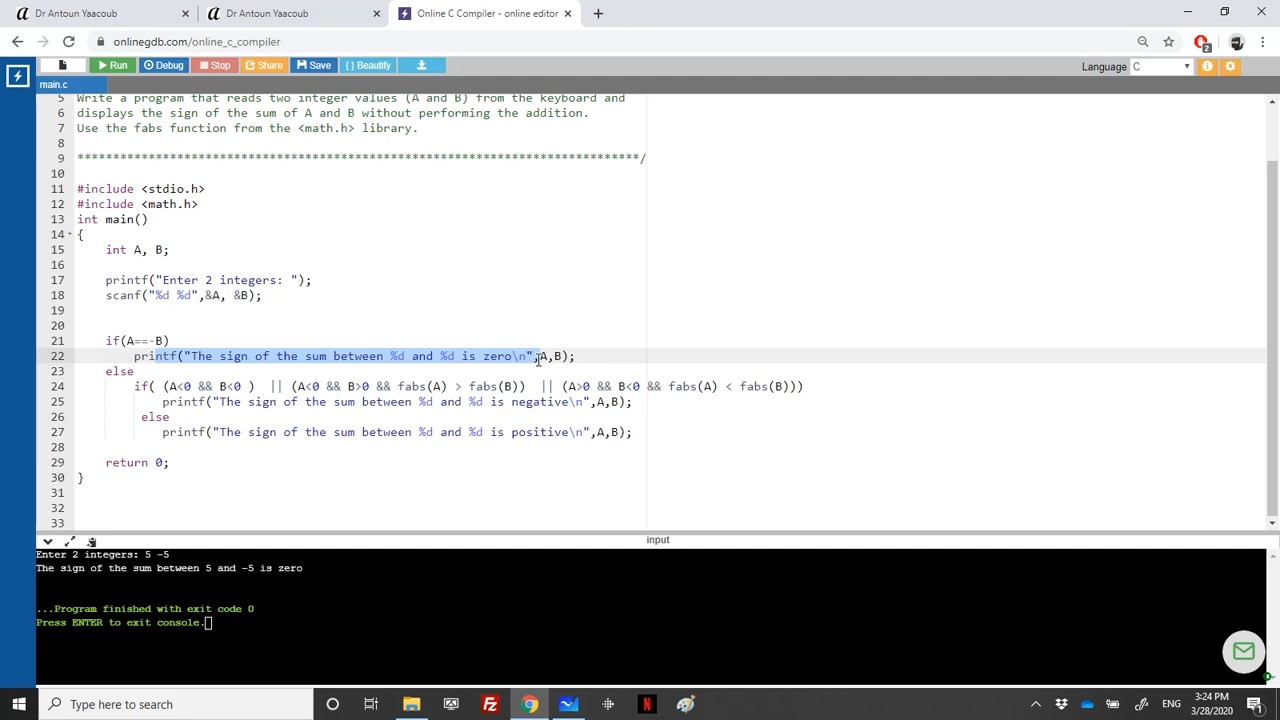 Dr Antoun Yaacoub
Dr Antoun Yaacoub
Online C Compiler - online editor
onlinegdb.com/online_c_compiler
2
Run
Debug
Stop
Share
Save
{ } Beautify
Language C
main.c
5 Write a program that reads two integer values (A and B) from the keyboard and
6 displays the sign of the sum of A and B without performing the addition.
7 Use the fabs function from the <math.h> library.
8
9 *******************************************************************************/
10
11 #include <stdio.h>
12 #include <math.h>
13 int main()
14 {
15 int A, B;
16
17 printf("Enter 2 integers: ");
18 scanf("%d %d",&A, &B);
19
20
21 if(A==-B)
22 printf("The sign of the sum between %d and %d is zero\n",A,B);
23 else
24 if( (A<0 && B<0 ) || (A<0 && B>0 && fabs(A) > fabs(B)) || (A>0 && B<0 && fabs(A) < fabs(B)))
25 printf("The sign of the sum between %d and %d is negative\n",A,B);
26 else
27 printf("The sign of the sum between %d and %d is positive\n",A,B);
28
29 return 0;
30 }
31
32
33
input
Enter 2 integers: 5 -5
The sign of the sum between 5 and -5 is zero
...Program finished with exit code 0
Press ENTER to exit console.
Type here to search
Fz
N
ENG
3:24 PM
3/28/2020
1